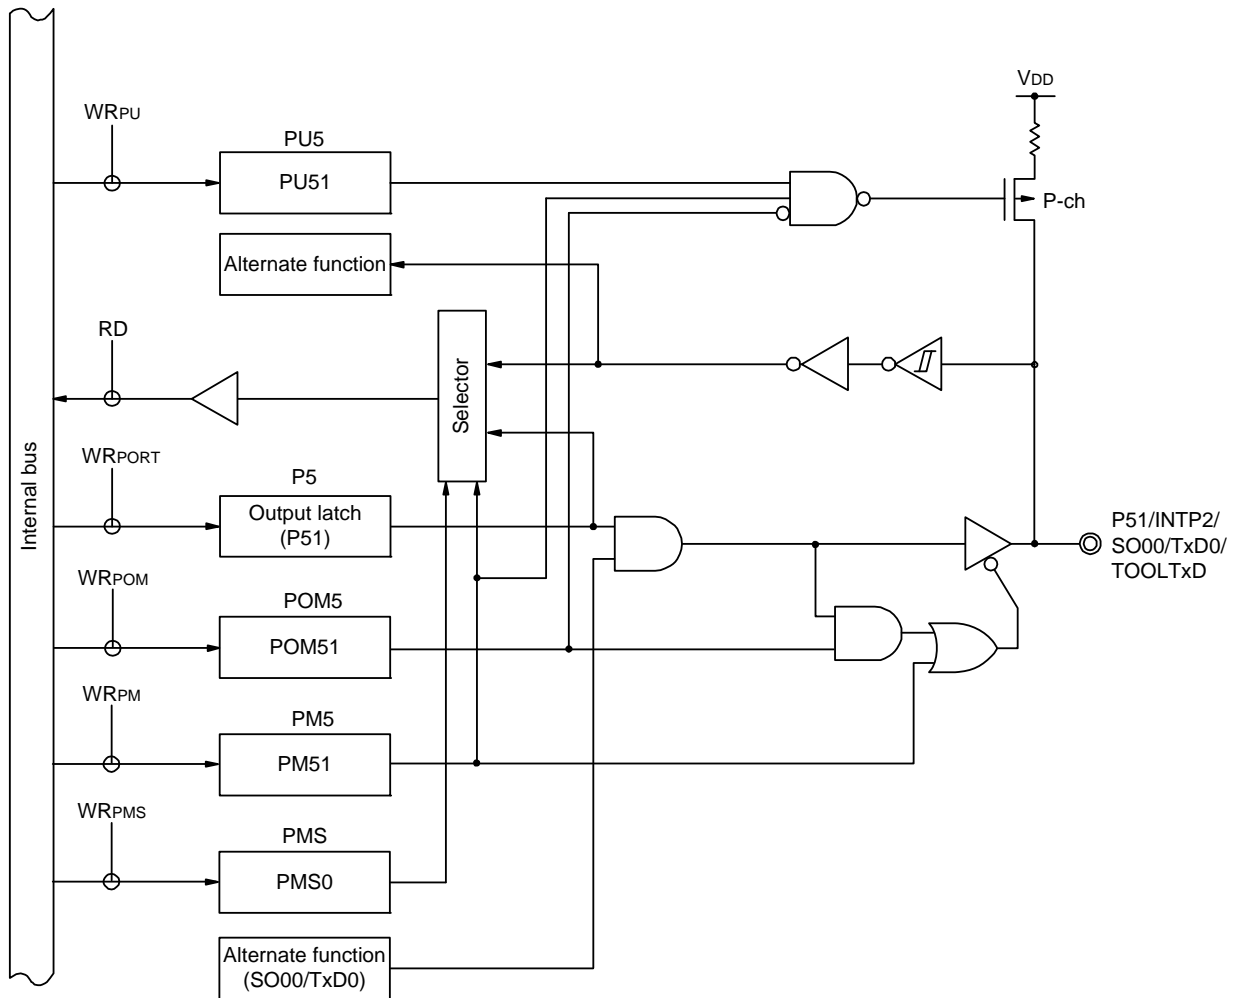 VDD
WRPU
PU5
PU51
P-ch
Alternate function
RD
Selector
Internal bus
WRPORT
P5
Output latch
(P51)
P51/INTP2/
SO00/TxD0/
TOOLTxD
WRPOM
POM5
POM51
WRPM
PM5
PM51
WRPMS
PMS
PMS0
Alternate function
(SO00/TxD0)